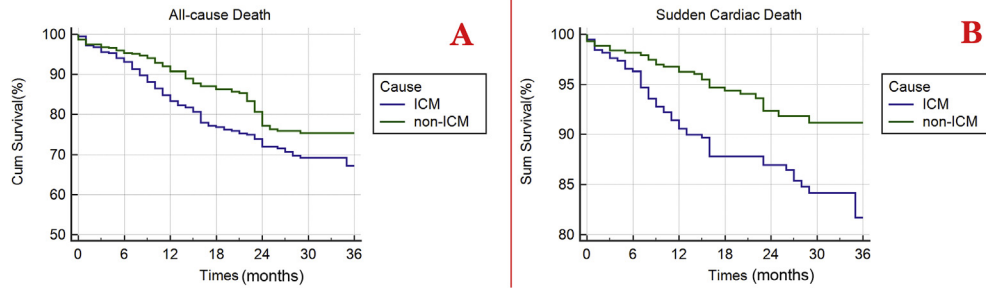 All-cause Death
A
100
90
80
70
60
50
Cum Survival(%)
0 6 12 18 24 30 36
Times (months)
Cause
ICM
non-ICM
Sudden Cardiac Death
B
100
95
90
85
80
Sum Survival(%)
0 6 12 18 24 30 36
Times (months)
Cause
ICM
non-ICM